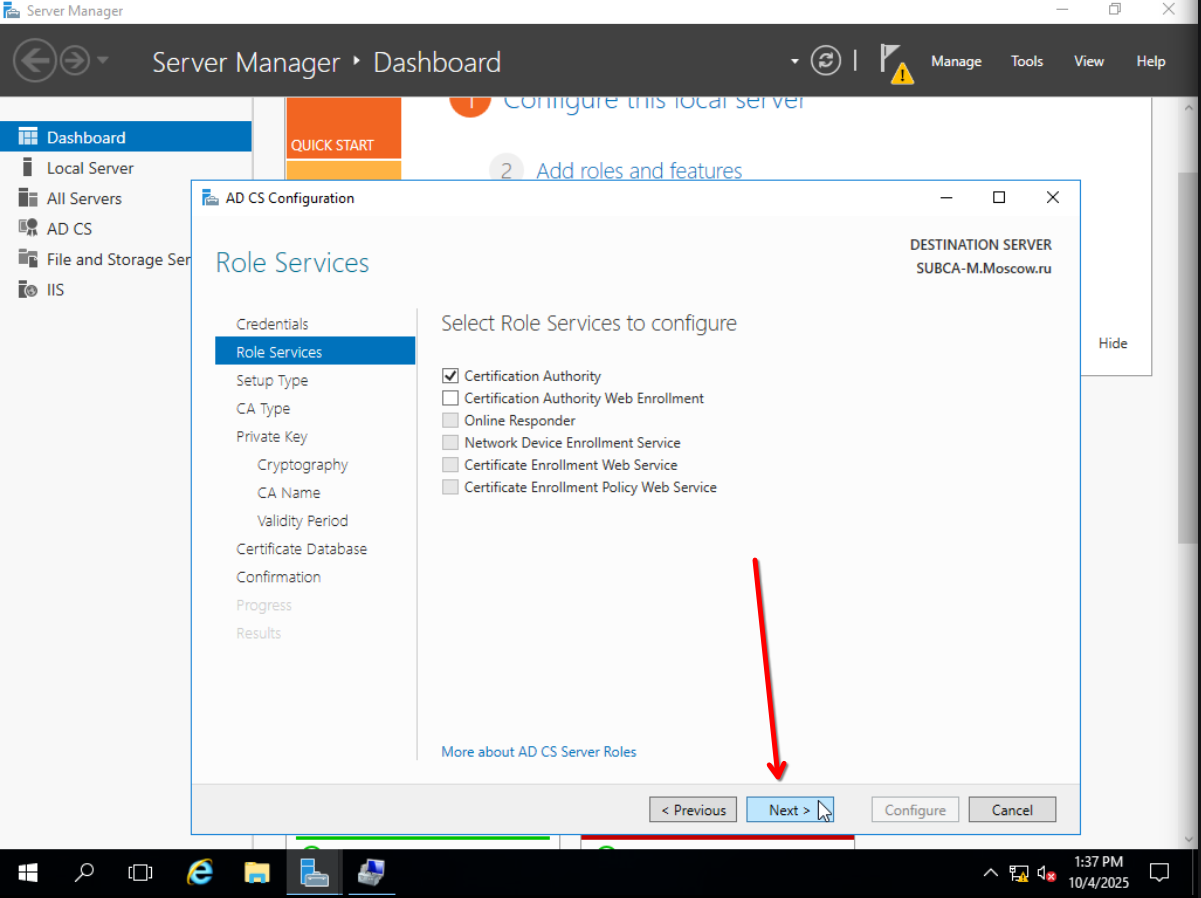 Server Manager
Server Manager ‣ Dashboard
Manage Tools View Help
Dashboard
Local Server
All Servers
AD CS
File and Storage Ser
IIS
1 Configure this local server
QUICK START
2 Add roles and features
Hide
AD CS Configuration
Role Services
DESTINATION SERVER
SUBCA-M.Moscow.ru
Credentials
Role Services
Setup Type
CA Type
Private Key
Cryptography
CA Name
Validity Period
Certificate Database
Confirmation
Progress
Results
Select Role Services to configure
Certification Authority
Certification Authority Web Enrollment
Online Responder
Network Device Enrollment Service
Certificate Enrollment Web Service
Certificate Enrollment Policy Web Service
More about AD CS Server Roles
< Previous Next > Configure Cancel
1:37 PM
10/4/2025